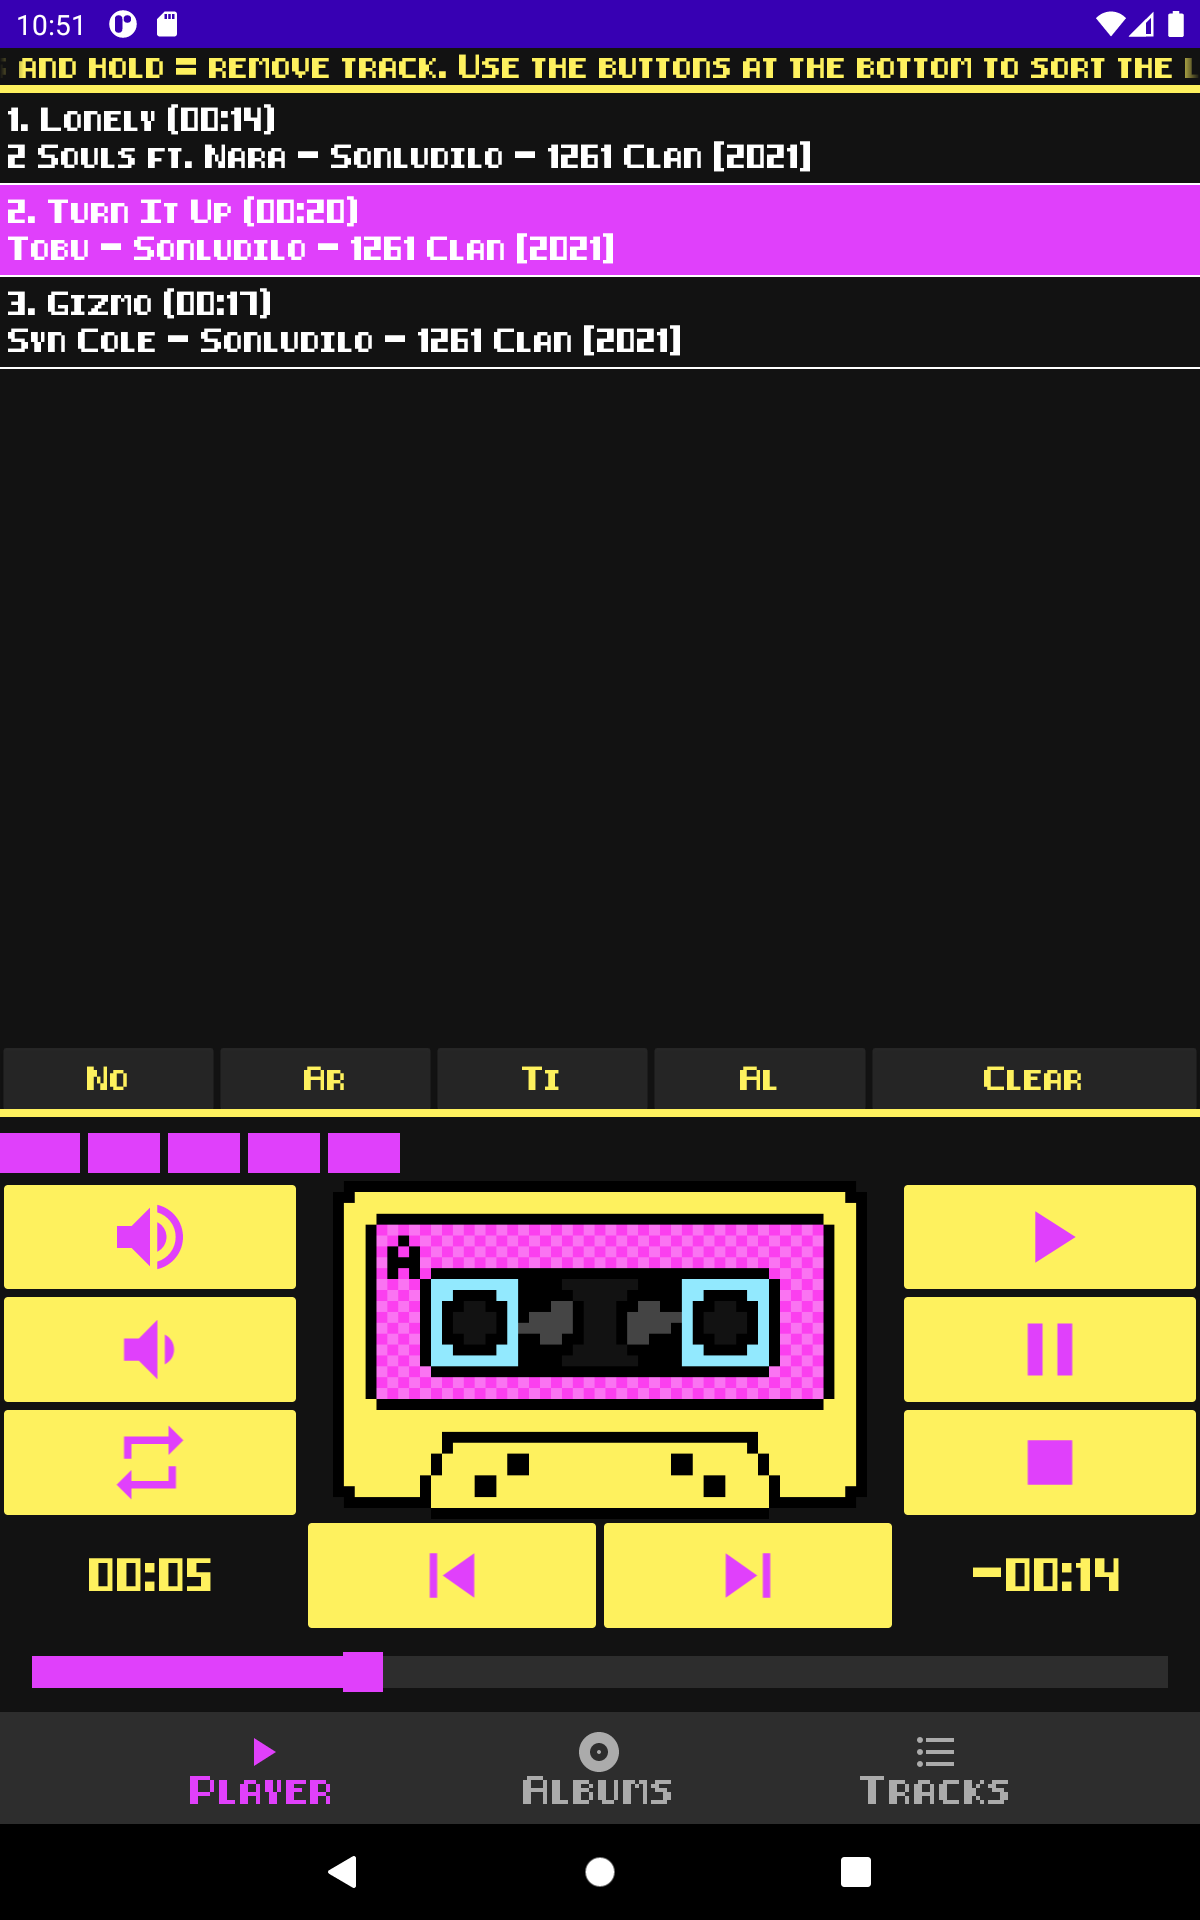 10:51
AND HOLD = REMOVE TRACK. USE THE BUTTONS AT THE BOTTOM TO SORT THE
1. LONELY (00:14)
2 SOULS FT. NARA - SONLUDILO - 1261 CLAN [2021]
2. TURN IT UP (00:20)
TOBU - SONLUDILO - 1261 CLAN [2021]
3. GIZMO (00:17)
SYN COLE - SONLUDILO - 1261 CLAN [2021]
NO AR TI AL CLEAR
A
00:05 -00:14
PLAYER ALBUMS TRACKS